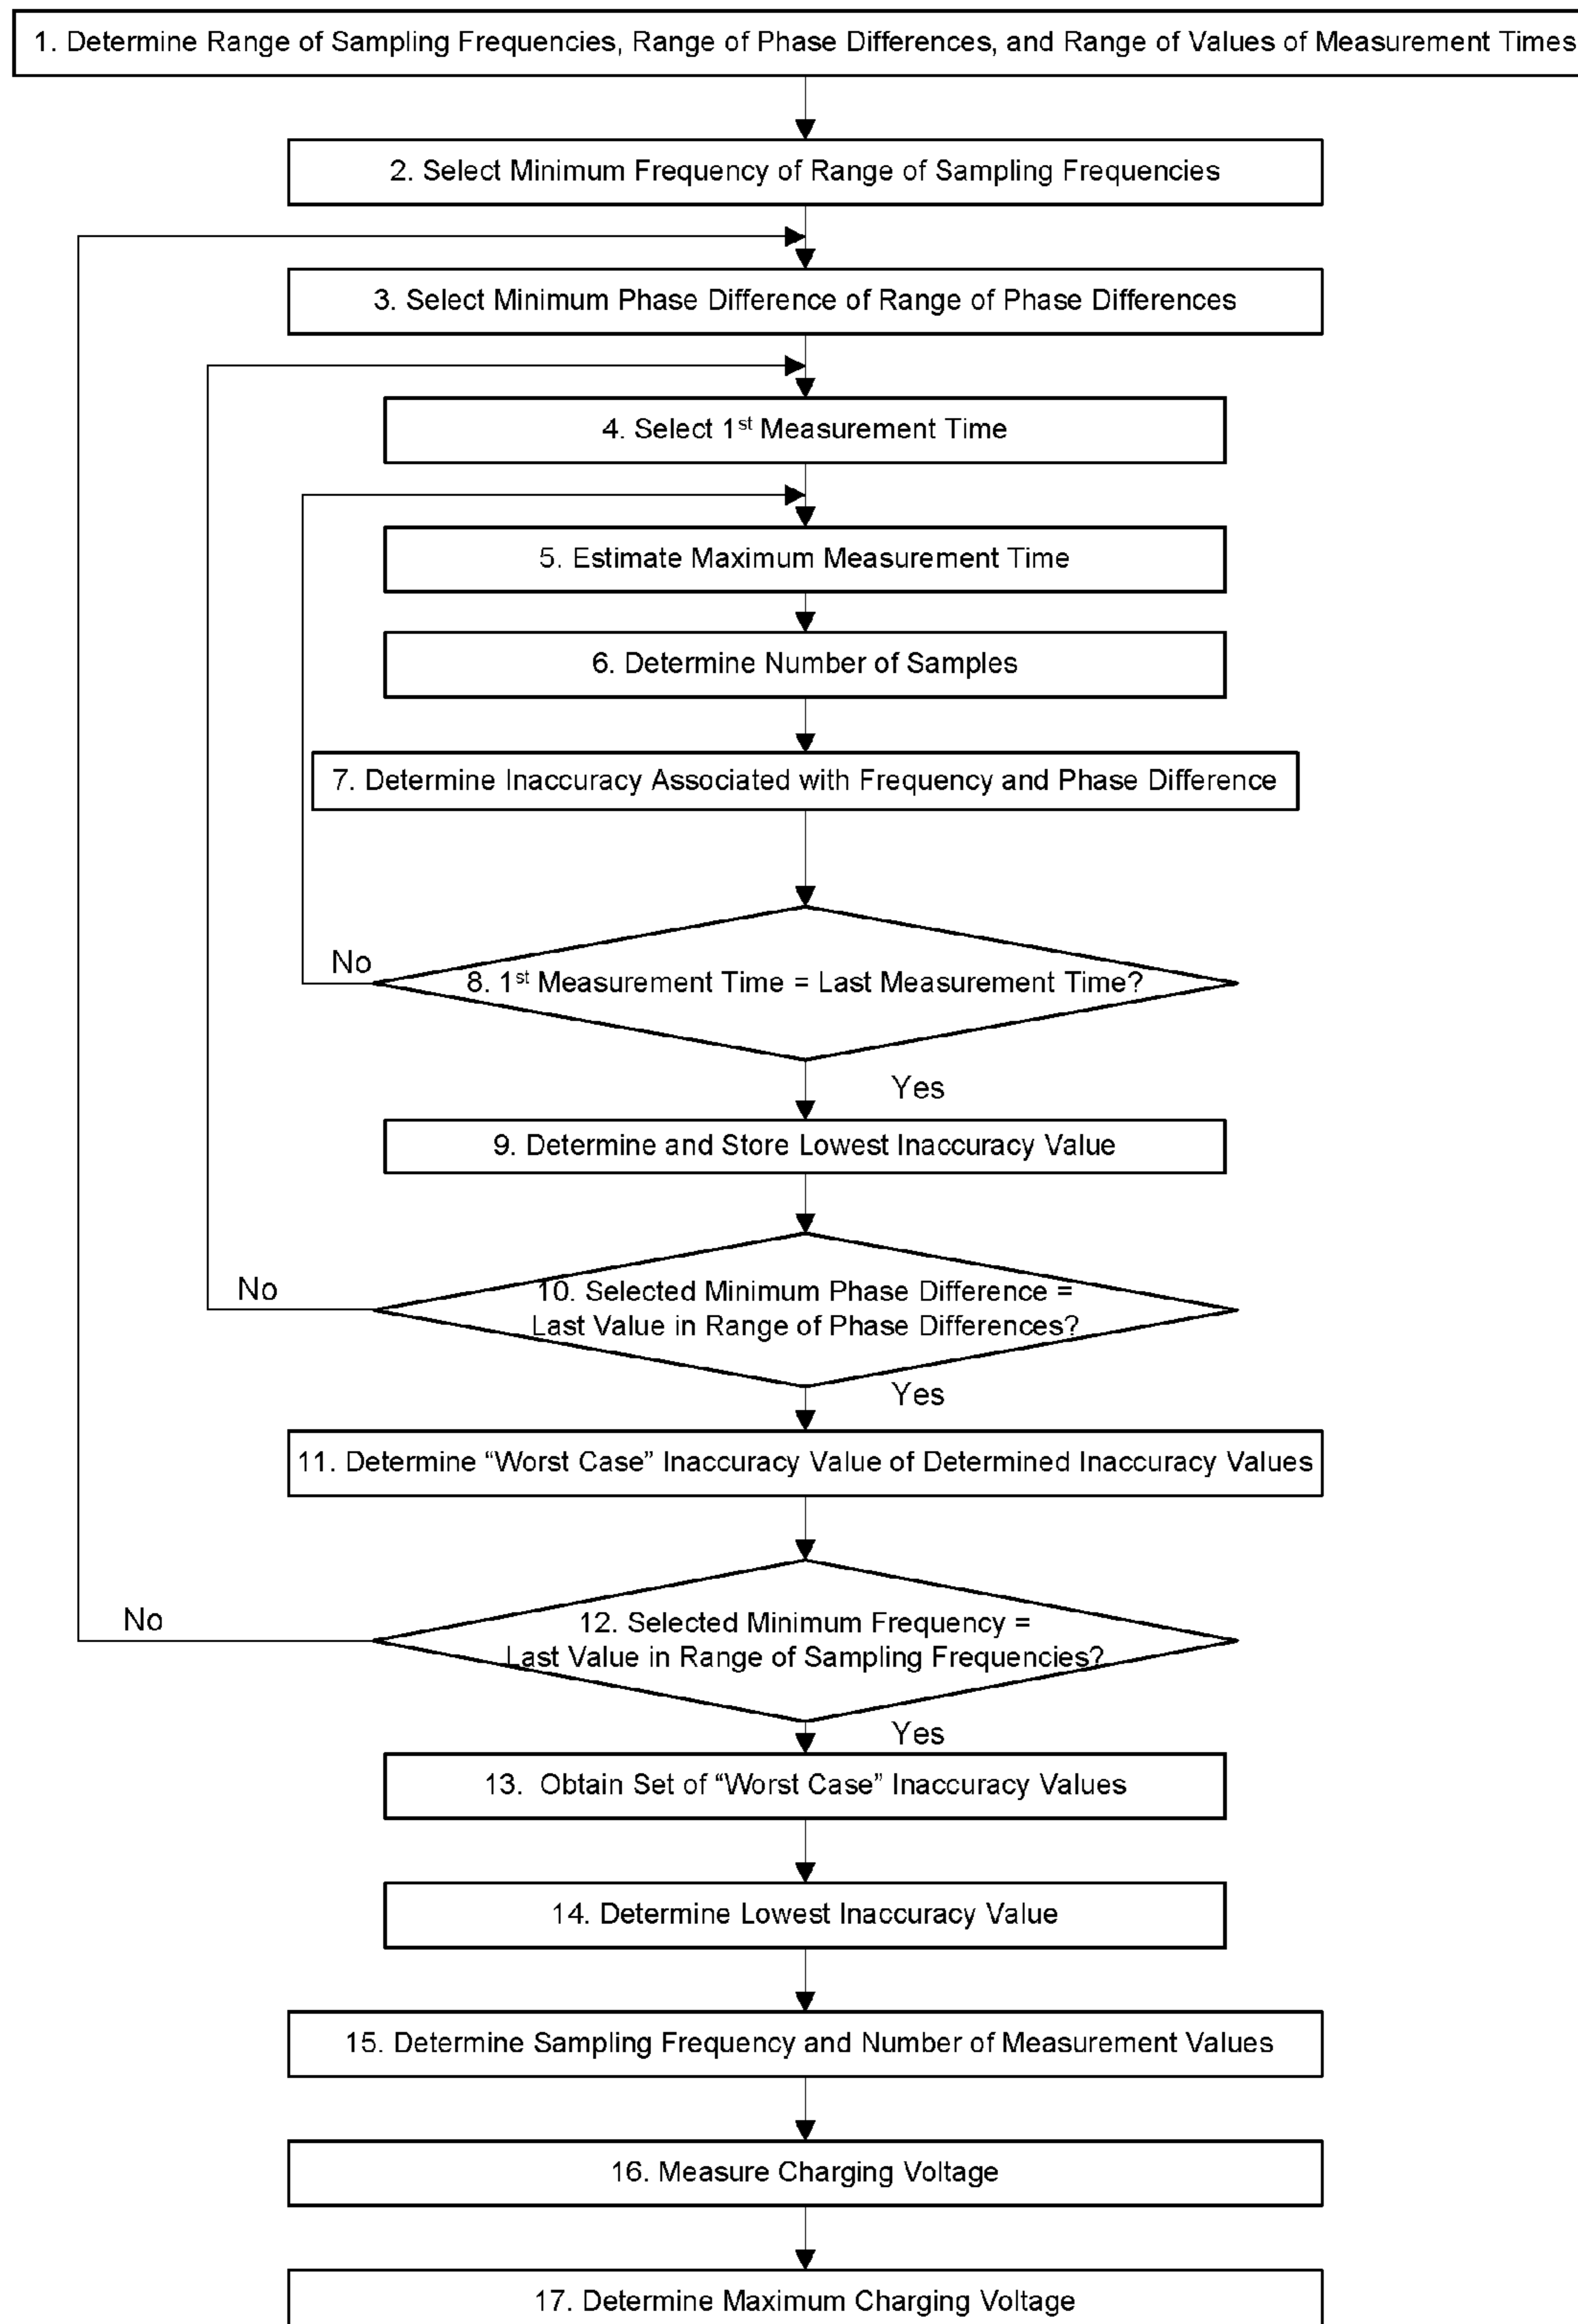 1. Determine Range of Sampling Frequencies, Range of Phase Differences, and Range of Values of Measurement Times
2. Select Minimum Frequency of Range of Sampling Frequencies
3. Select Minimum Phase Difference of Range of Phase Differences
4. Select 1st Measurement Time
5. Estimate Maximum Measurement Time
6. Determine Number of Samples
7. Determine Inaccuracy Associated with Frequency and Phase Difference
No
8. 1st Measurement Time = Last Measurement Time?
Yes
9. Determine and Store Lowest Inaccuracy Value
No
10. Selected Minimum Phase Difference =
Last Value in Range of Phase Differences?
Yes
11. Determine “Worst Case” Inaccuracy Value of Determined Inaccuracy Values
No
12. Selected Minimum Frequency =
Last Value in Range of Sampling Frequencies?
Yes
13. Obtain Set of “Worst Case” Inaccuracy Values
14. Determine Lowest Inaccuracy Value
15. Determine Sampling Frequency and Number of Measurement Values
16. Measure Charging Voltage
17. Determine Maximum Charging Voltage